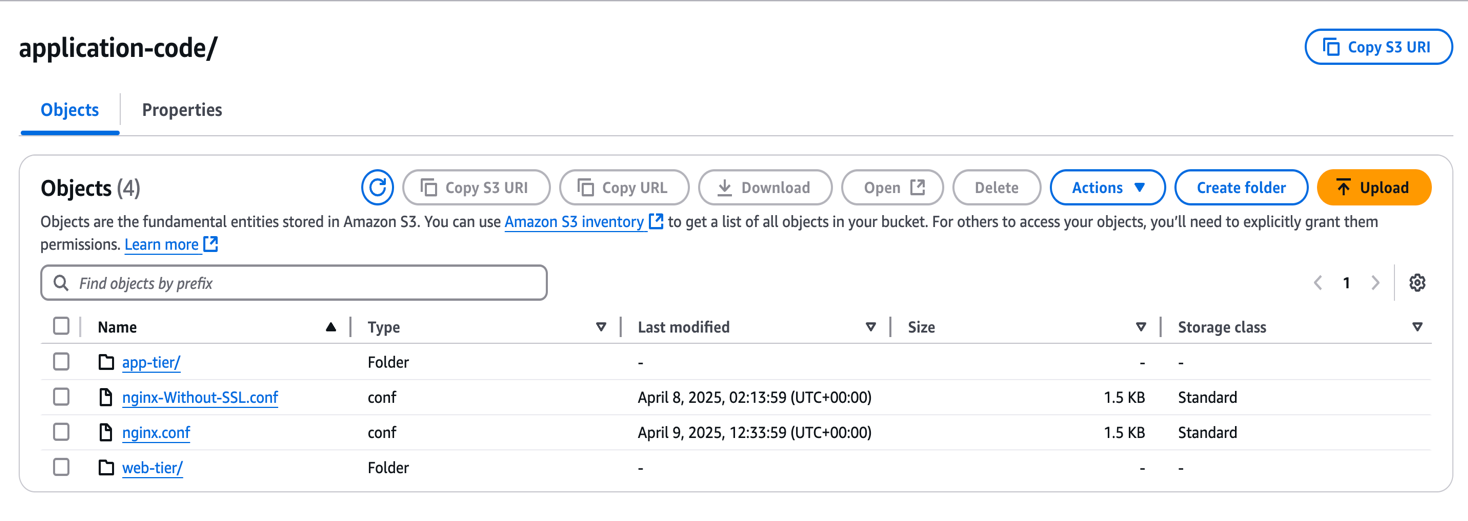 application-code/
Copy S3 URI
Objects
Properties
Objects (4)
Copy S3 URI
Copy URL
Download
Open
Delete
Actions
Create folder
Upload
Objects are the fundamental entities stored in Amazon S3. You can use Amazon S3 inventory to get a list of all objects in your bucket. For others to access your objects, you’ll need to explicitly grant them
permissions. Learn more
Find objects by prefix
1
Name Type Last modified Size Storage class
app-tier/ Folder - - -
nginx-Without-SSL.conf conf April 8, 2025, 02:13:59 (UTC+00:00) 1.5 KB Standard
nginx.conf conf April 9, 2025, 12:33:59 (UTC+00:00) 1.5 KB Standard
web-tier/ Folder - - -